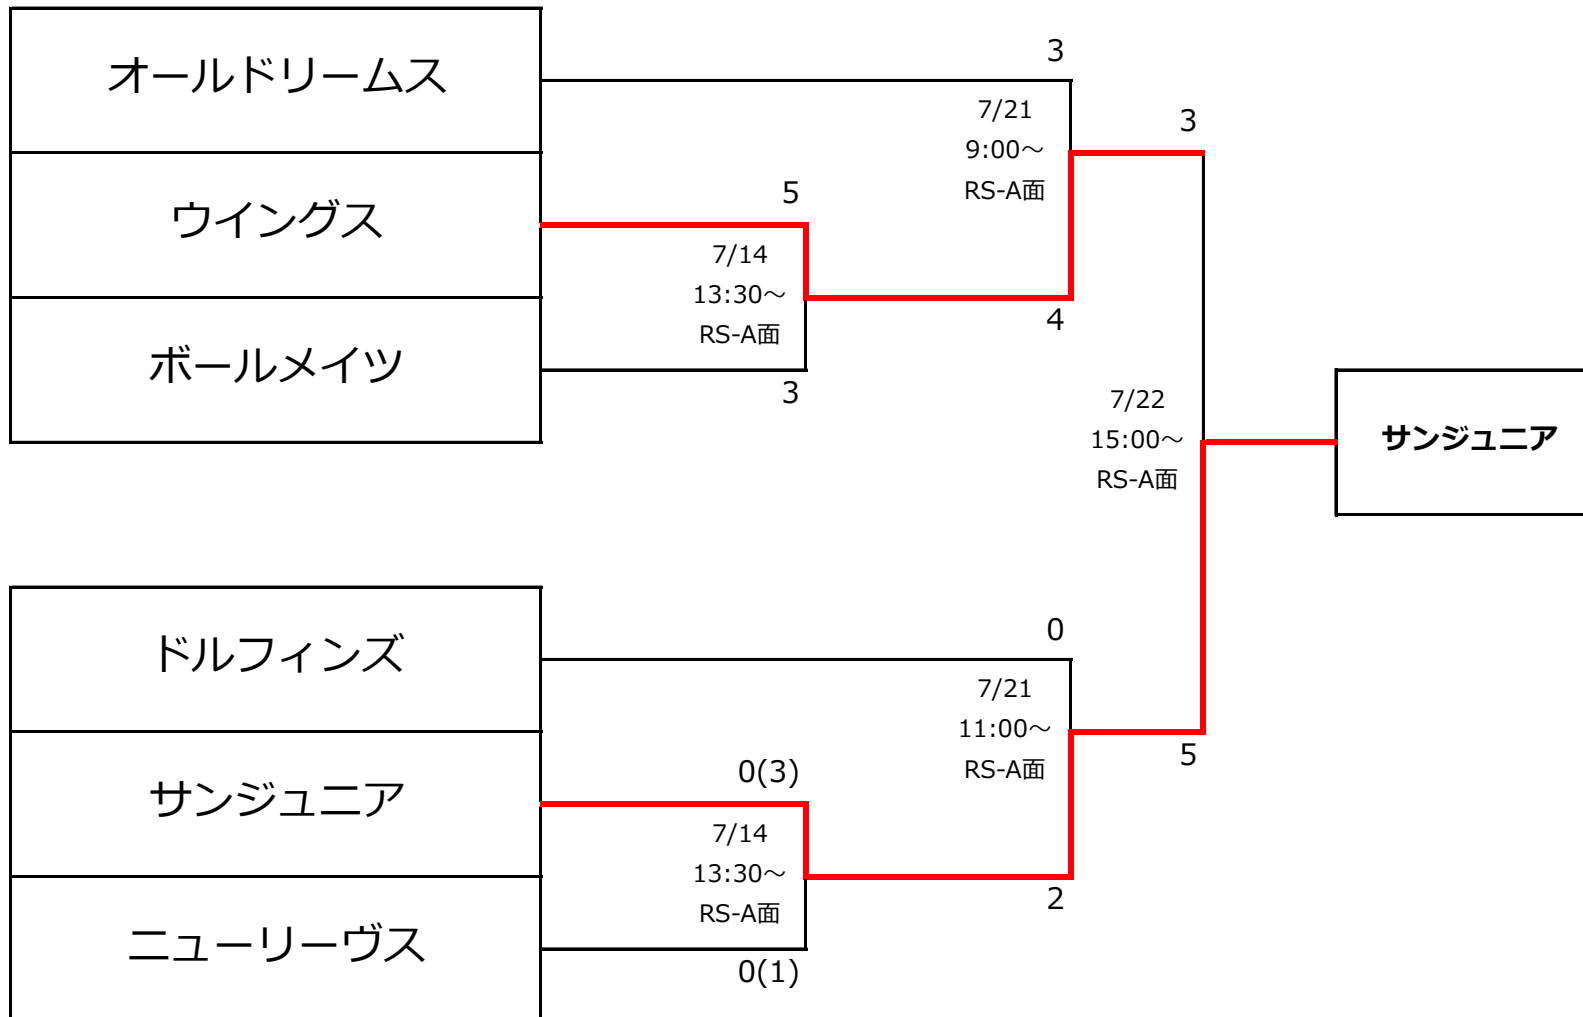 オールドリームス
3
7/21
9:00～
RS-A面
3
ウイングス
5
7/14
13:30～
RS-A面
4
ボールメイツ
3
7/22
15:00～
RS-A面
サンジュニア
ドルフィンズ
0
7/21
11:00～
RS-A面
5
サンジュニア
0(3)
7/14
13:30～
RS-A面
2
ニューリーヴス
0(1)